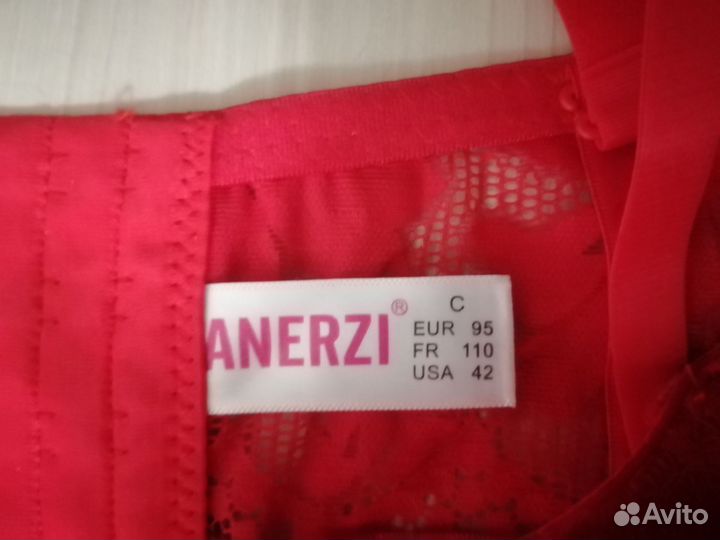 ANERZI®
C
EUR 95
FR 110
USA 42
Avito